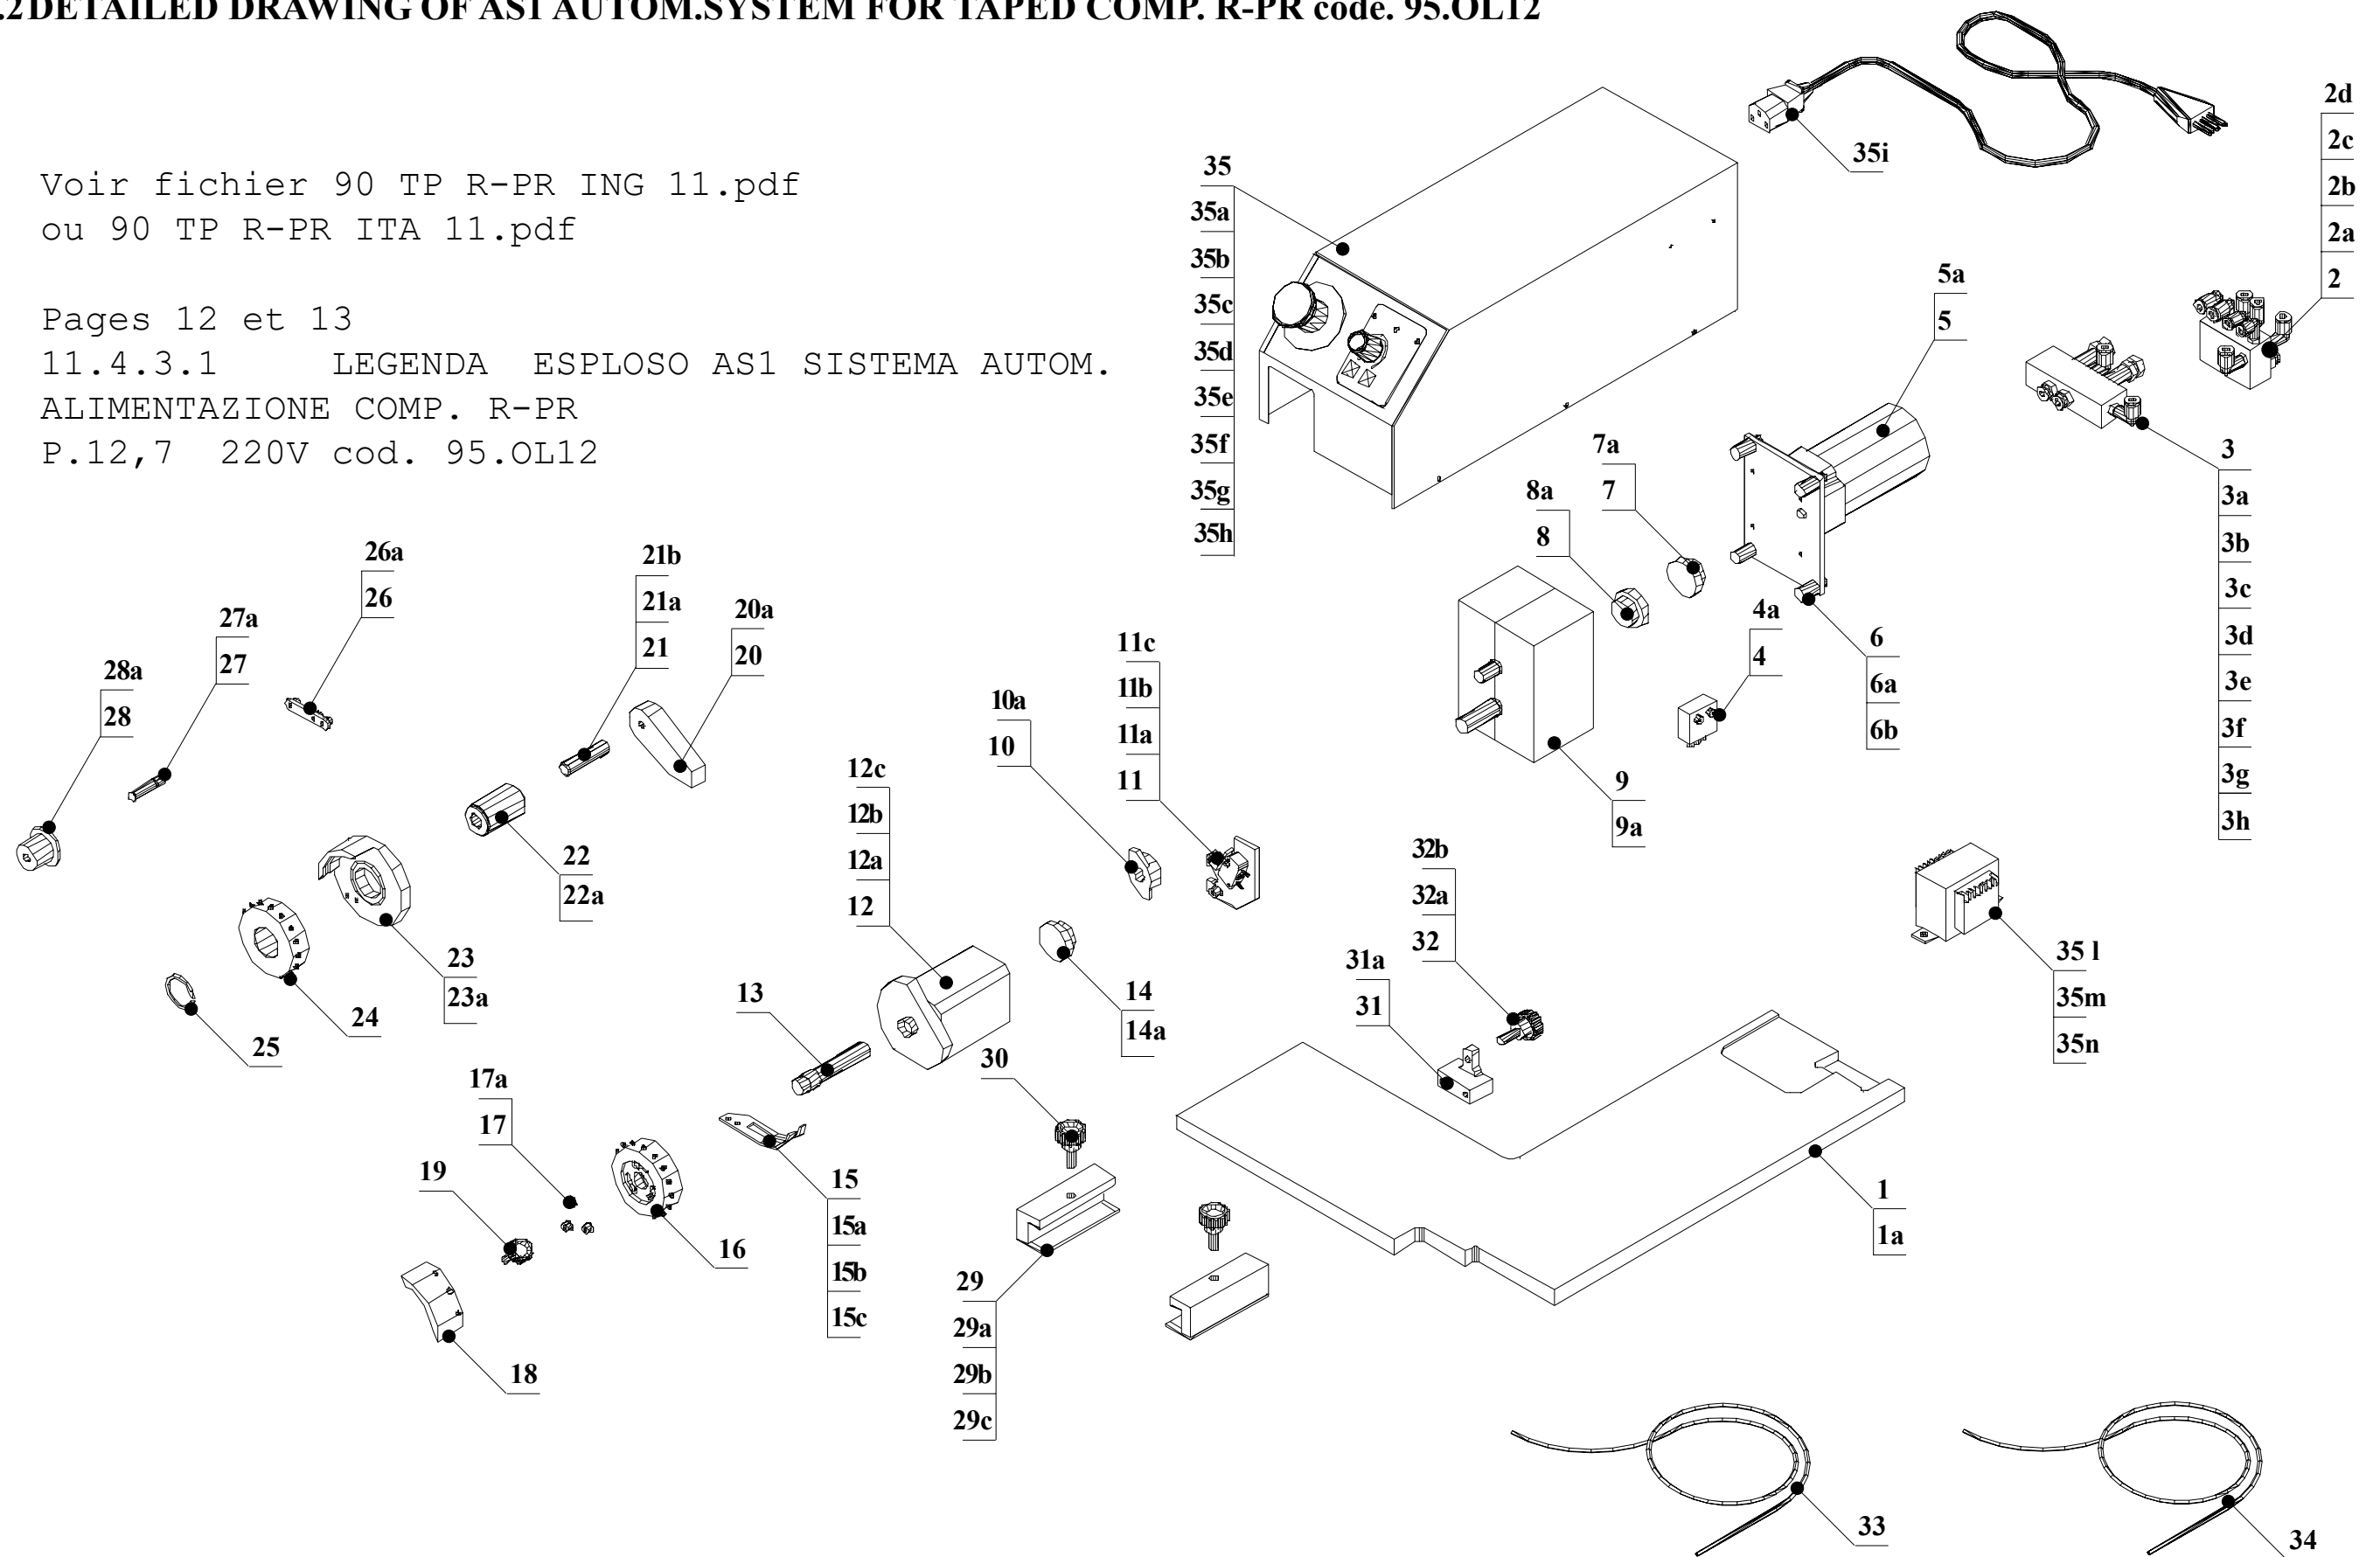 .2DETAILED DRAWING OF AS1 AUTOM.SYSTEM FOR TAPED COMP. R-PR code. 95.OL12
Voir fichier 90 TP R-PR ING 11.pdf
ou 90 TP R-PR ITA 11.pdf
Pages 12 et 13
11.4.3.1 LEGENDA ESPLOSO AS1 SISTEMA AUTOM.
ALIMENTAZIONE COMP. R-PR
P.12,7 220V cod. 95.OL12
35
35a
35b
35c
35d
35e
35f
35g
35h
35i
2d
2c
2b
2a
2
5a
5
3
3a
3b
3c
3d
3e
3f
3g
3h
7a
7
8a
8
4a
4
6
6a
6b
9
9a
26a
26
27a
27
28a
28
21b
21a
21
20a
20
22
22a
23
23a
24
25
11c
11b
11a
11
10a
10
12c
12b
12a
12
13
14
14a
32b
32a
32
31a
31
35 l
35m
35n
30
17a
17
19
15
15a
15b
15c
16
18
29
29a
29b
29c
1
1a
33
34